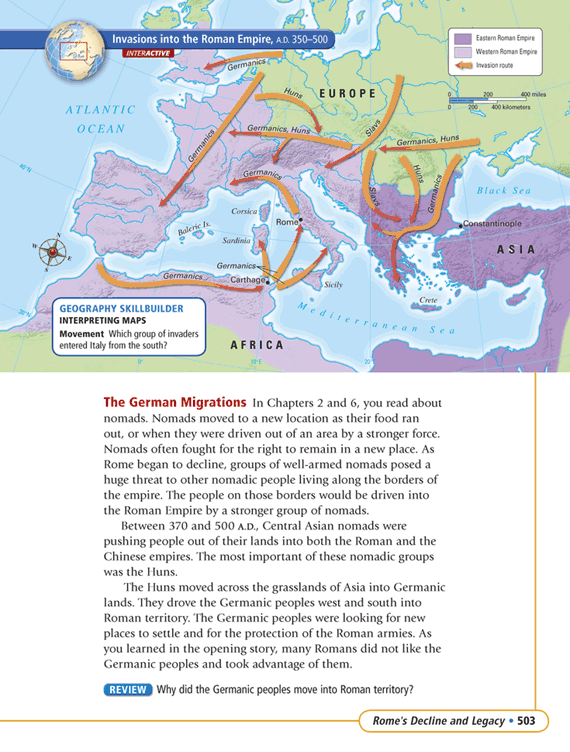 Invasions into the Roman Empire, A.D. 350–500
INTERACTIVE
Eastern Roman Empire
Western Roman Empire
Invasion route
0 200 400 miles
0 200 400 kilometers
EUROPE
ATLANTIC
OCEAN
Germanics
Huns
Germanics
Germanics, Huns
Slavs
Germanics, Huns
Germanics
Slavs
Huns
Germanics
Black Sea
40°N
Corsica
Rome
Baleric Is.
Sardinia
Constantinople
ASIA
N
W
E
S
Germanics
Germanics
Carthage
Sicily
Crete
Mediterranean Sea
30°N
AFRICA
0°
10°E
20°E
GEOGRAPHY SKILLBUILDER
INTERPRETING MAPS
Movement Which group of invaders
entered Italy from the south?
The German Migrations In Chapters 2 and 6, you read about
nomads. Nomads moved to a new location as their food ran
out, or when they were driven out of an area by a stronger force.
Nomads often fought for the right to remain in a new place. As
Rome began to decline, groups of well-armed nomads posed a
huge threat to other nomadic people living along the borders of
the empire. The people on those borders would be driven into
the Roman Empire by a stronger group of nomads.
Between 370 and 500 A.D., Central Asian nomads were
pushing people out of their lands into both the Roman and the
Chinese empires. The most important of these nomadic groups
was the Huns.
The Huns moved across the grasslands of Asia into Germanic
lands. They drove the Germanic peoples west and south into
Roman territory. The Germanic peoples were looking for new
places to settle and for the protection of the Roman armies. As
you learned in the opening story, many Romans did not like the
Germanic peoples and took advantage of them.
REVIEW Why did the Germanic peoples move into Roman territory?
Rome's Decline and Legacy • 503